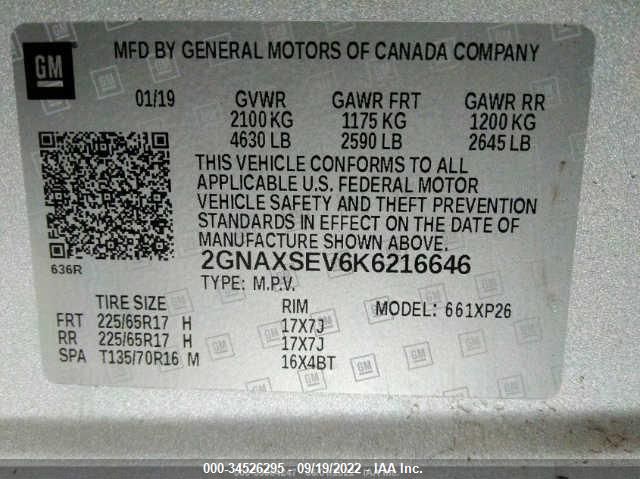 GM
MFD BY GENERAL MOTORS OF CANADA COMPANY
01/19 GVWR GAWR FRT GAWR RR
2100 KG 1175 KG 1200 KG
4630 LB 2590 LB 2645 LB
THIS VEHICLE CONFORMS TO ALL
APPLICABLE U.S. FEDERAL MOTOR
VEHICLE SAFETY AND THEFT PREVENTION
STANDARDS IN EFFECT ON THE DATE OF
MANUFACTURE SHOWN ABOVE.
636R
2GNAXSEV6K6216646
TYPE: M.P.V.
TIRE SIZE RIM MODEL: 661XP26
FRT 225/65R17 H 17X7J
RR 225/65R17 H 17X7J
SPA T135/70R16 M 16X4BT
000-34526295 - 09/19/2022 - IAA Inc.